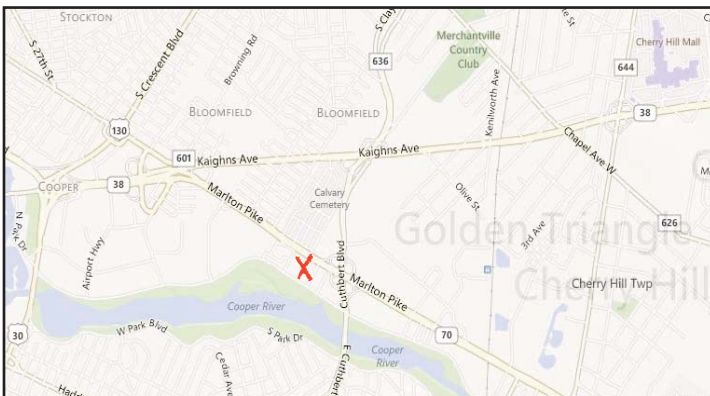 STOCKTON
S 27th St
S Crescent Blvd
Browning Rd
S Clay
636
Merchantville
Country
Club
Kenilworth Ave
Cherry Hill Mall
644
BLOOMFIELD
BLOOMFIELD
38
130
601
Kaighns Ave
Kaighns Ave
Chapel Ave W
COOPER
38
Marlton Pike
Calvary
Cemetery
Olive St
3rd Ave
626
N Park Dr
Airport Hwy
Golden Triangle
X
Cuthbert Blvd
Marlton Pike
Cherry Hill
Cherry Hill Twp
Cooper River
30
W Park Blvd
S Park Dr
70
Cedar Ave
E Cuthbert
Cooper
River
Hadd